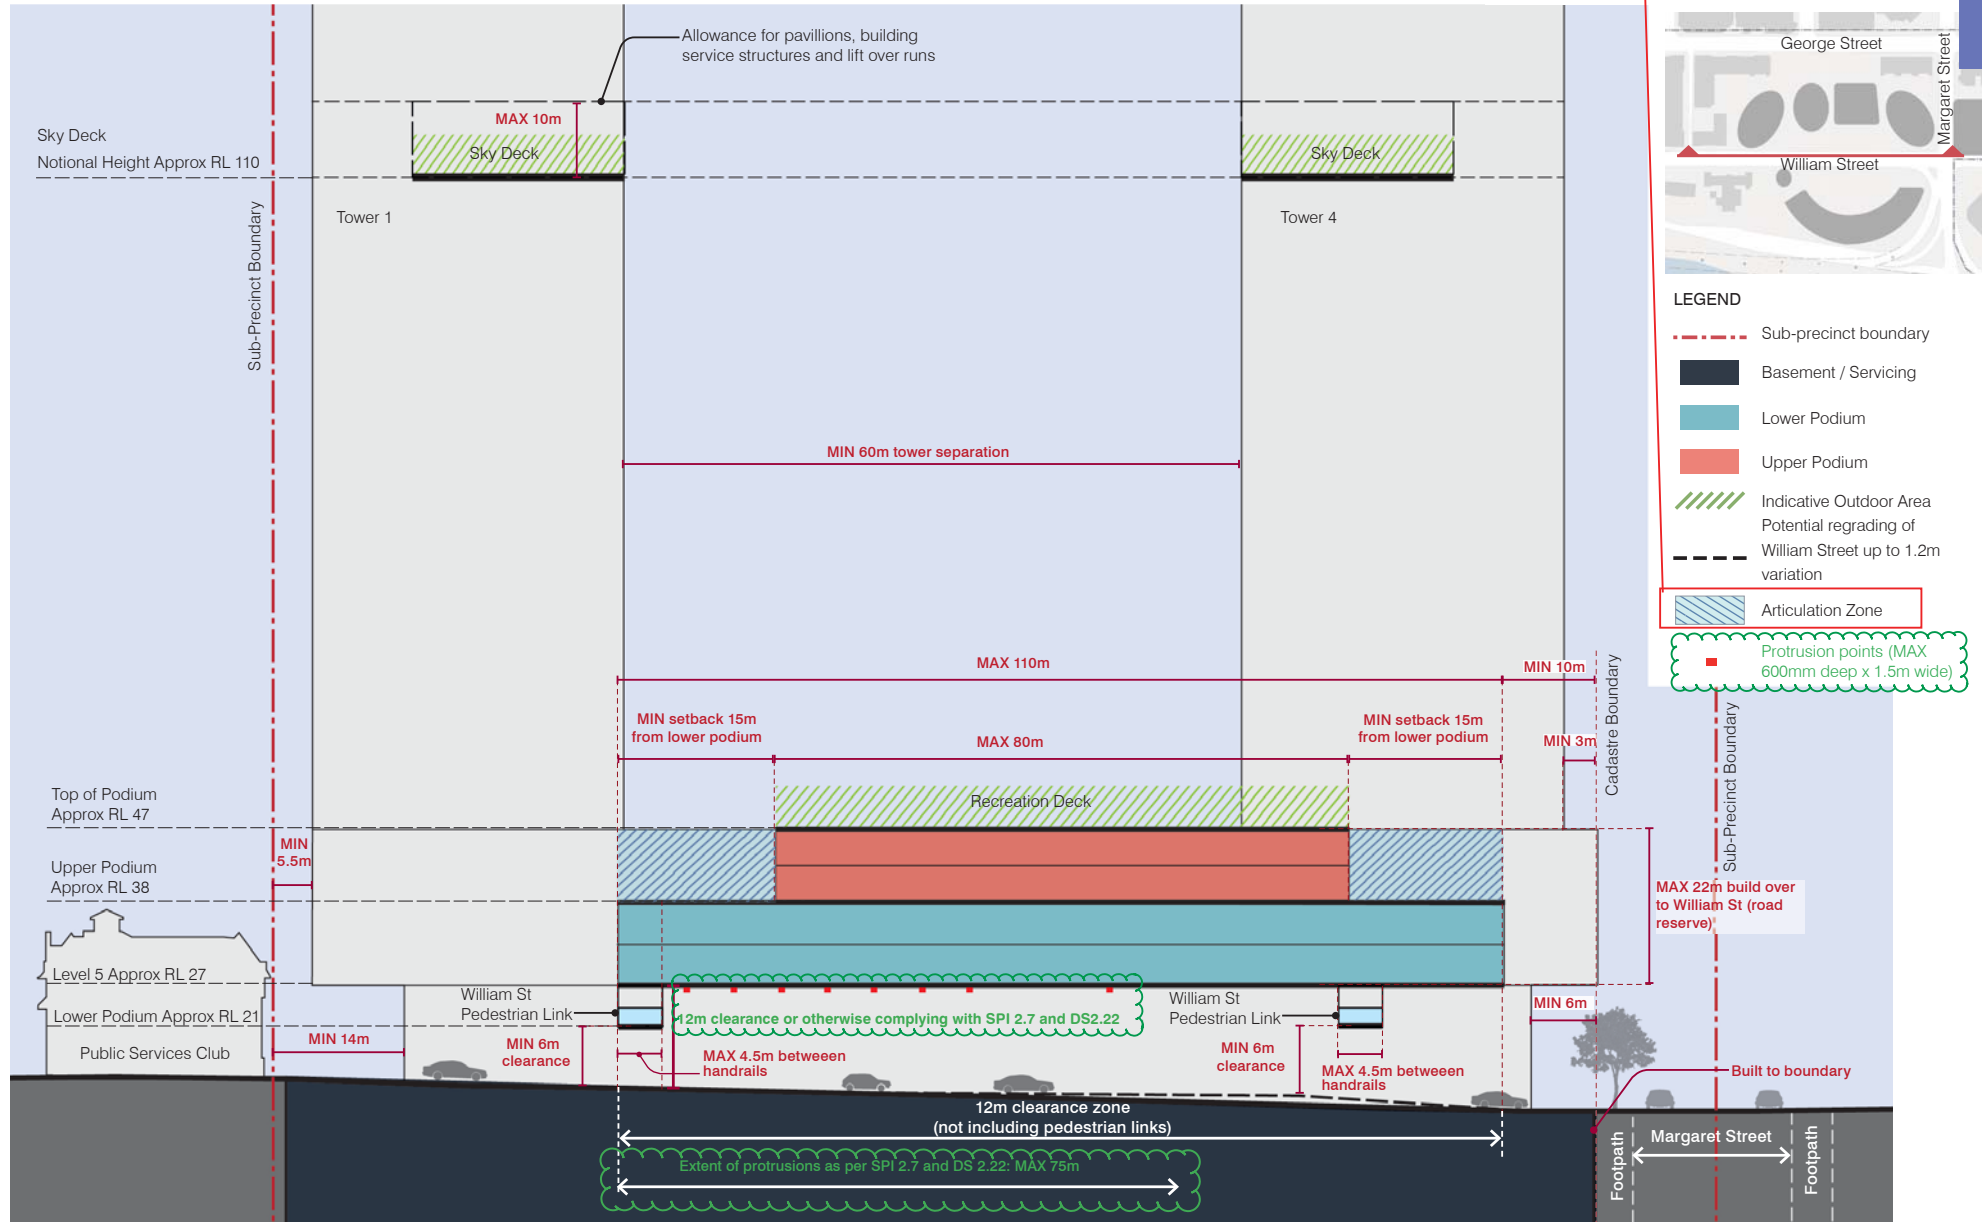 Allowance for pavillions, building
service structures and lift over runs
MAX 10m
Sky Deck
Notional Height Approx RL 110
Sky Deck
Sky Deck
Sub-Precinct Boundary
Tower 1
Tower 4
MIN 60m tower separation
MAX 110m
MIN 10m
MIN setback 15m
from lower podium
MAX 80m
MIN setback 15m
from lower podium
MIN 3m
Cadastre Boundary
Sub-Precinct Boundary
Recreation Deck
Top of Podium
Approx RL 47
MIN
5.5m
Upper Podium
Approx RL 38
MAX 22m build over
to William St (road
reserve)
Level 5 Approx RL 27
Lower Podium Approx RL 21
Public Services Club
MIN 14m
William St
Pedestrian Link
MIN 6m
clearance
12m clearance or otherwise complying with SPI 2.7 and DS2.22
MAX 4.5m betweeen
handrails
William St
Pedestrian Link
MIN 6m
clearance
MAX 4.5m betweeen
handrails
MIN 6m
Built to boundary
12m clearance zone
(not including pedestrian links)
Extent of protrusions as per SPI 2.7 and DS 2.22: MAX 75m
Footpath
Margaret Street
Footpath
George Street
Margaret Street
William Street
LEGEND
Sub-precinct boundary
Basement / Servicing
Lower Podium
Upper Podium
Indicative Outdoor Area
Potential regrading of
William Street up to 1.2m
variation
Articulation Zone
Protrusion points (MAX
600mm deep x 1.5m wide)